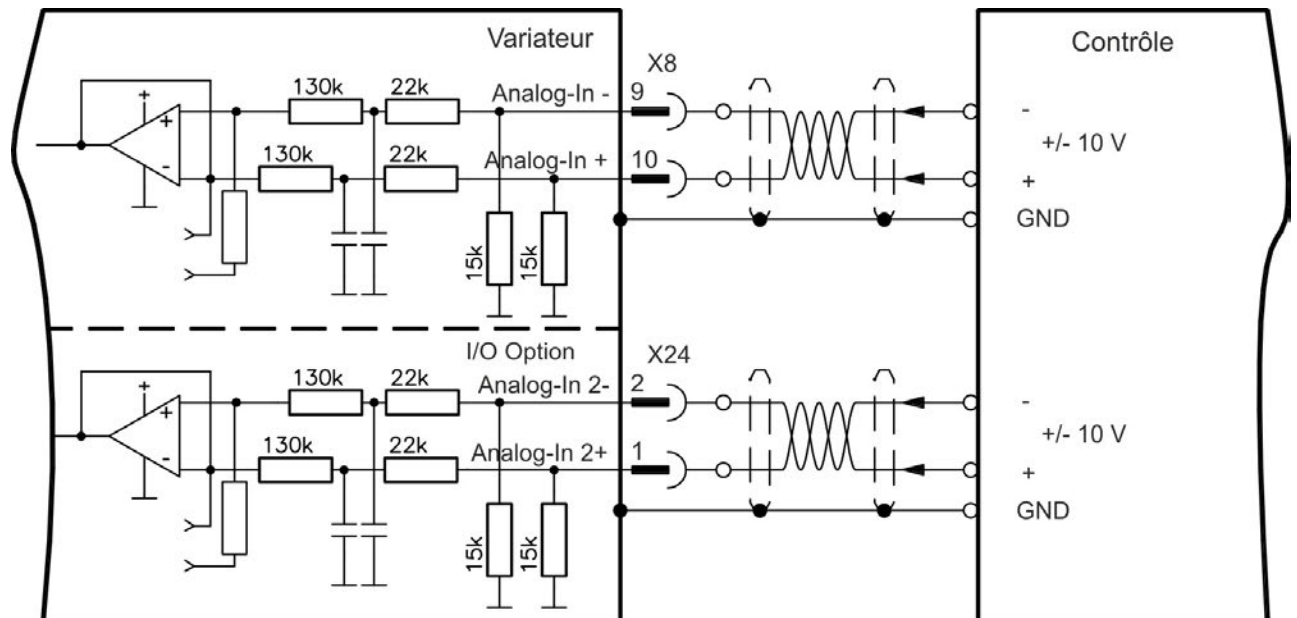 Variateur
Contrôle
X8
130k
22k
Analog-In -
9
-
+/- 10 V
130k
22k
Analog-In +
10
+
GND
+
+
-
15k
15k
I/O Option
X24
130k
22k
Analog-In 2-
2
-
+/- 10 V
130k
22k
Analog-In 2+
1
+
GND
+
+
-
15k
15k